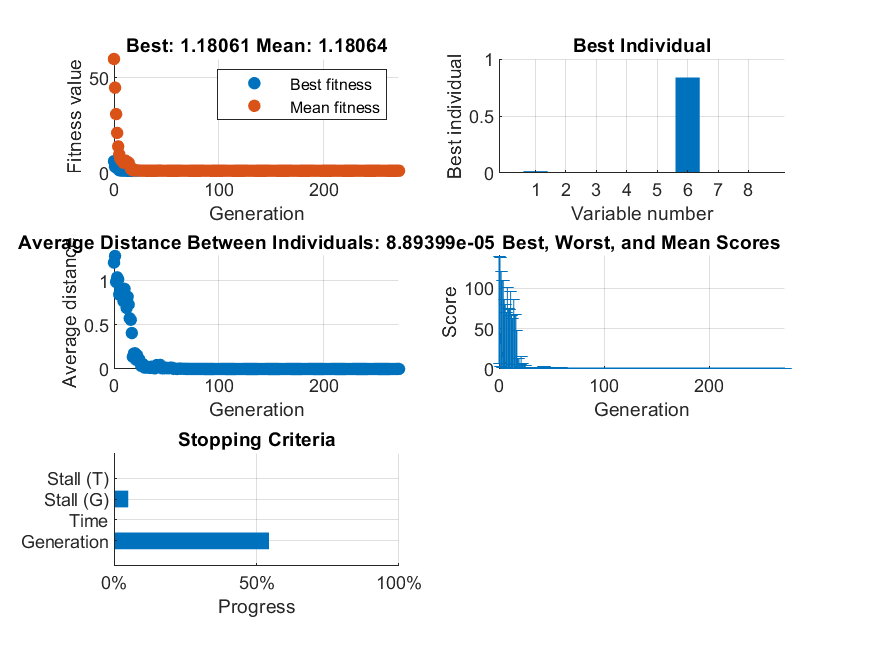 Best: 1.18061 Mean: 1.18064
Fitness value
50
0
Best fitness
Mean fitness
0 100 200
Generation
Best Individual
Best individual
1
0.5
0
1 2 3 4 5 6 7 8
Variable number
Average Distance Between Individuals: 8.89399e-05
Average distance
1
0.5
0
0 100 200
Generation
Best, Worst, and Mean Scores
Score
100
50
0
0 100 200
Generation
Stopping Criteria
Stall (T)
Stall (G)
Time
Generation
0% 50% 100%
Progress